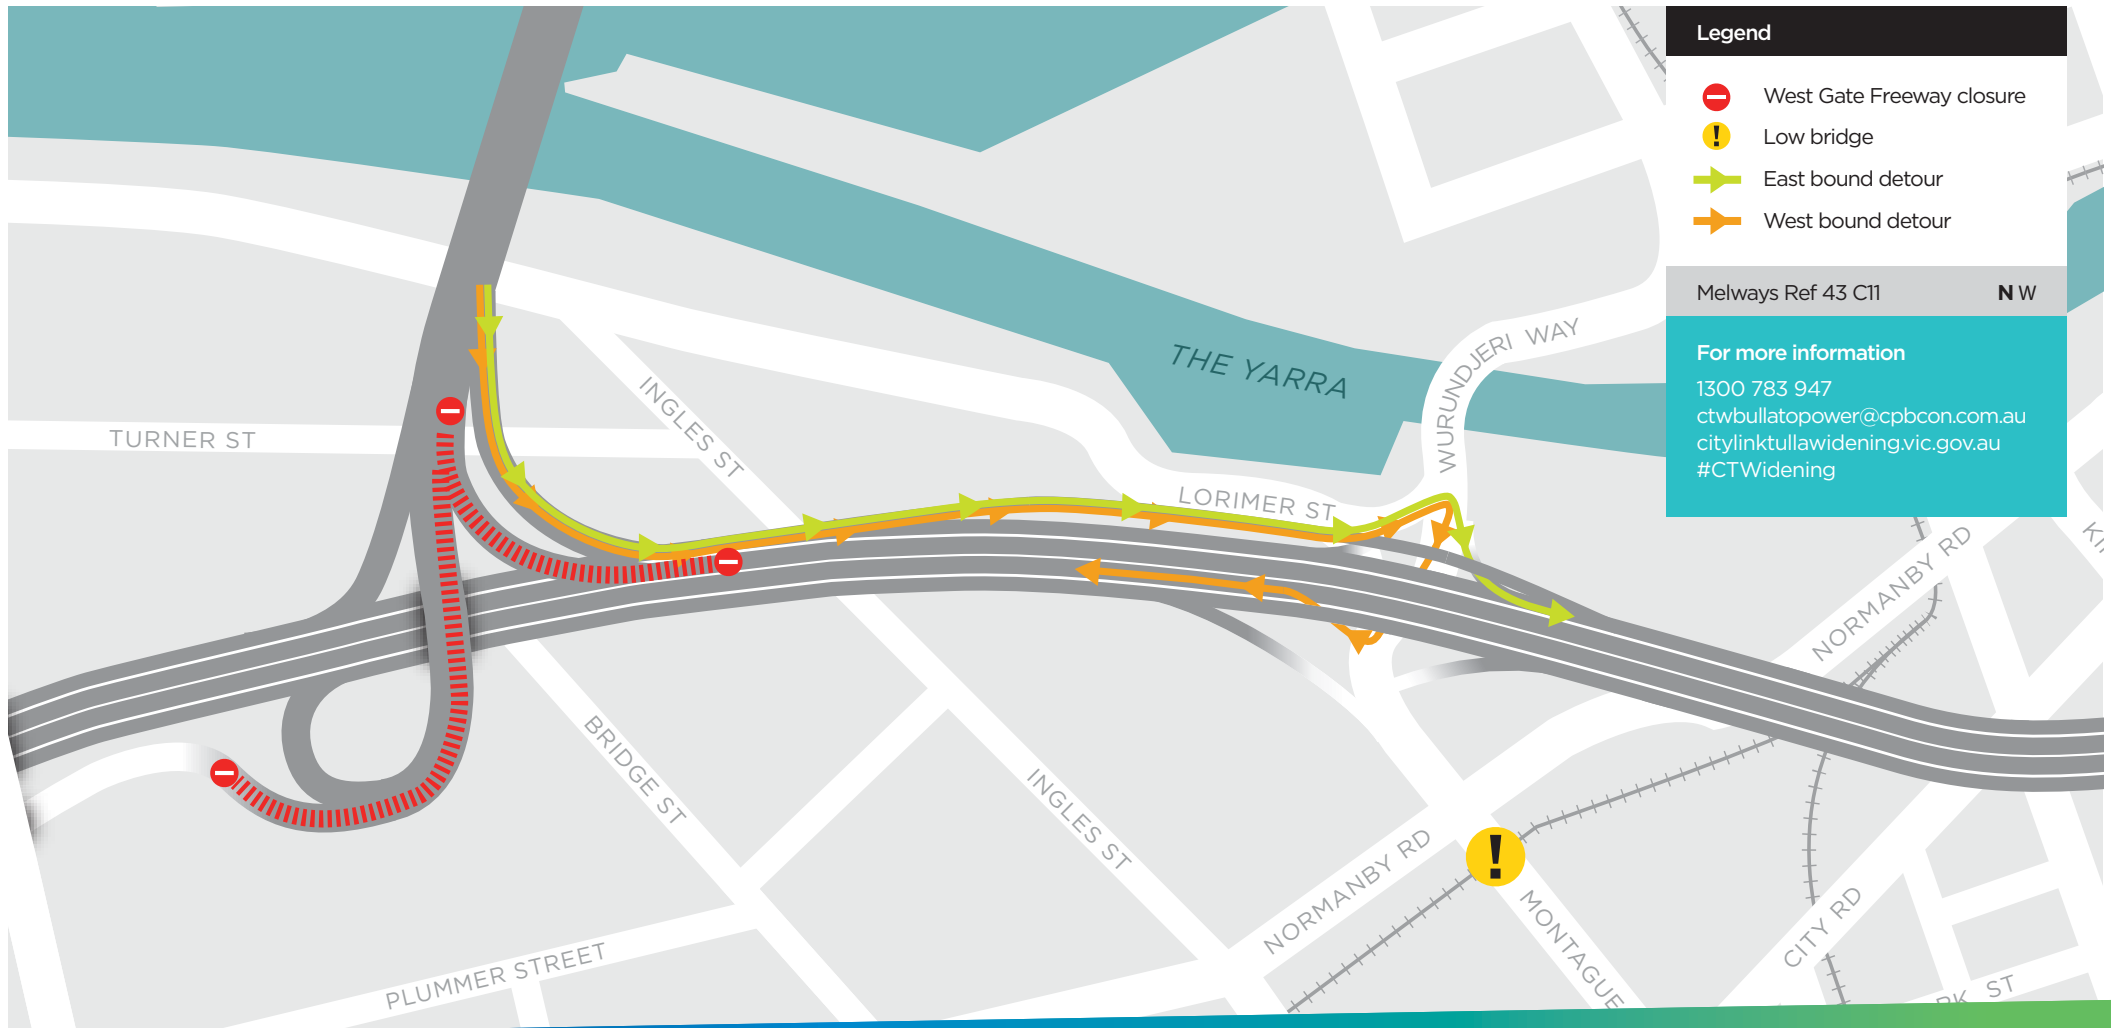 Legend
West Gate Freeway closure
Low bridge
East bound detour
West bound detour
Melways Ref 43 C11
N W
For more information
1300 783 947
ctwbullatopower@cpbcon.com.au
citylinktullawidening.vic.gov.au
#CTWidening
THE YARRA
WURUNDJERI WAY
TURNER ST
INGLES ST
LORIMER ST
NORMANBY RD
BRIDGE ST
INGLES ST
NORMANBY RD
MONTAGUE
CITY RD
PLUMMER STREET
ST